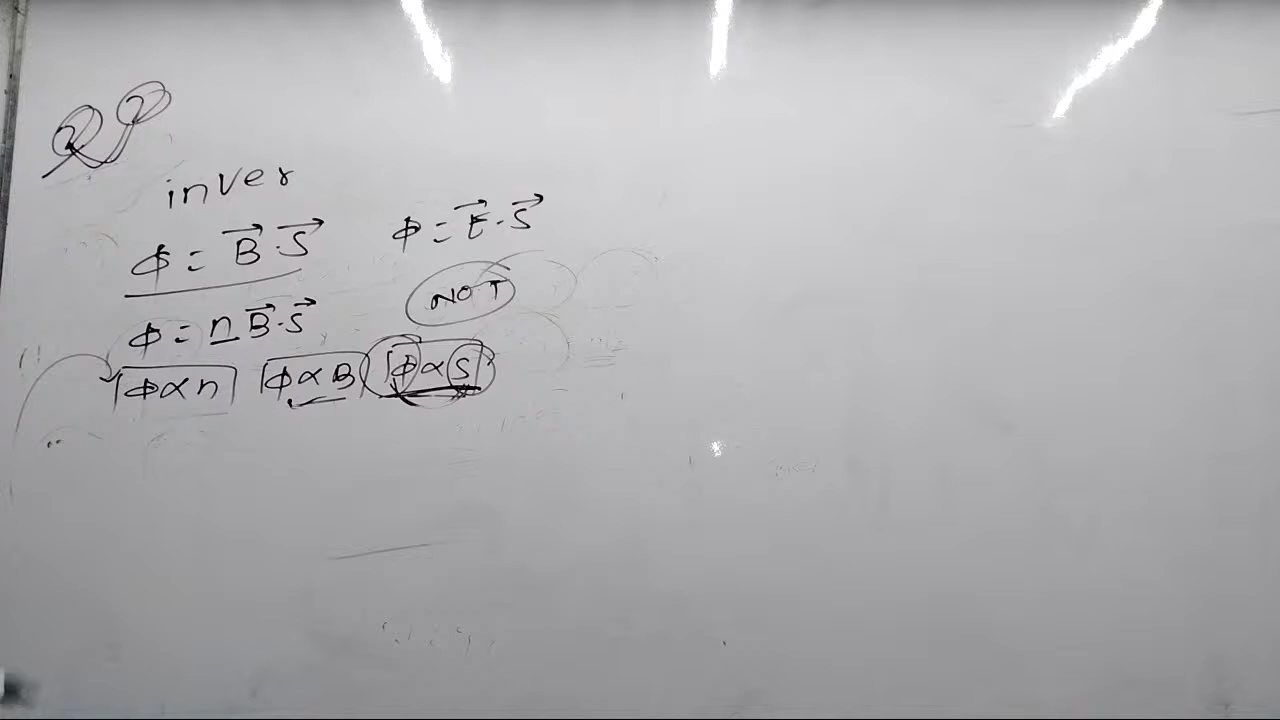 inver
ϕ = B⃗·S⃗ ϕ = E⃗·S⃗
NOT
ϕ = n B⃗·S⃗
ϕ∝n ϕ∝B ϕ∝S